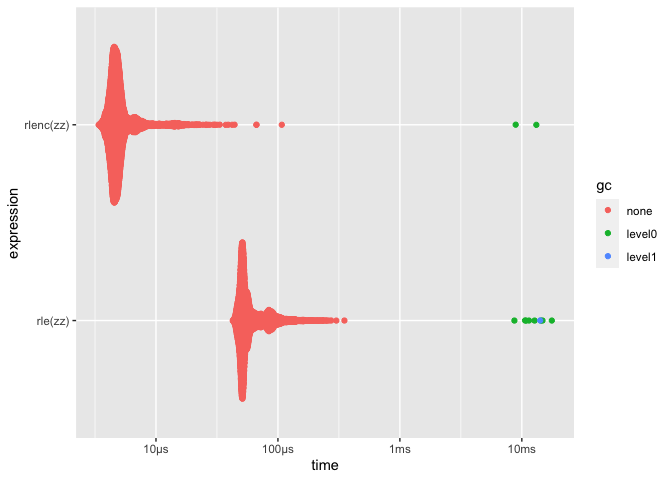 rlenc(zz)
rle(zz)
expression
10µs
100µs
1ms
10ms
time
gc
none
level0
level1